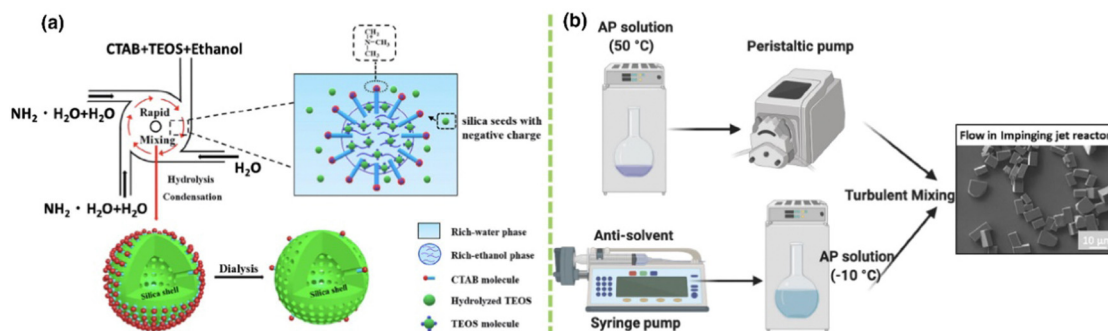 (a)
CTAB+TEOS+Ethanol
NH₂ · H₂O+H₂O
Rapid
Mixing
H₂O
Hydrolysis
Condensation
NH₂ · H₂O+H₂O
CH₃
N—CH₃
CH₂
silica seeds with
negative charge
Silica shell
Dialysis
Silica shell
Rich-water phase
Rich-ethanol phase
CTAB molecule
Hydrolyzed TEOS
TEOS molecule
(b)
AP solution
(50 °C)
Peristaltic pump
Flow in Impinging jet reactor
Turbulent Mixing
10 μm
Anti-solvent
Syringe pump
AP solution
(-10 °C)